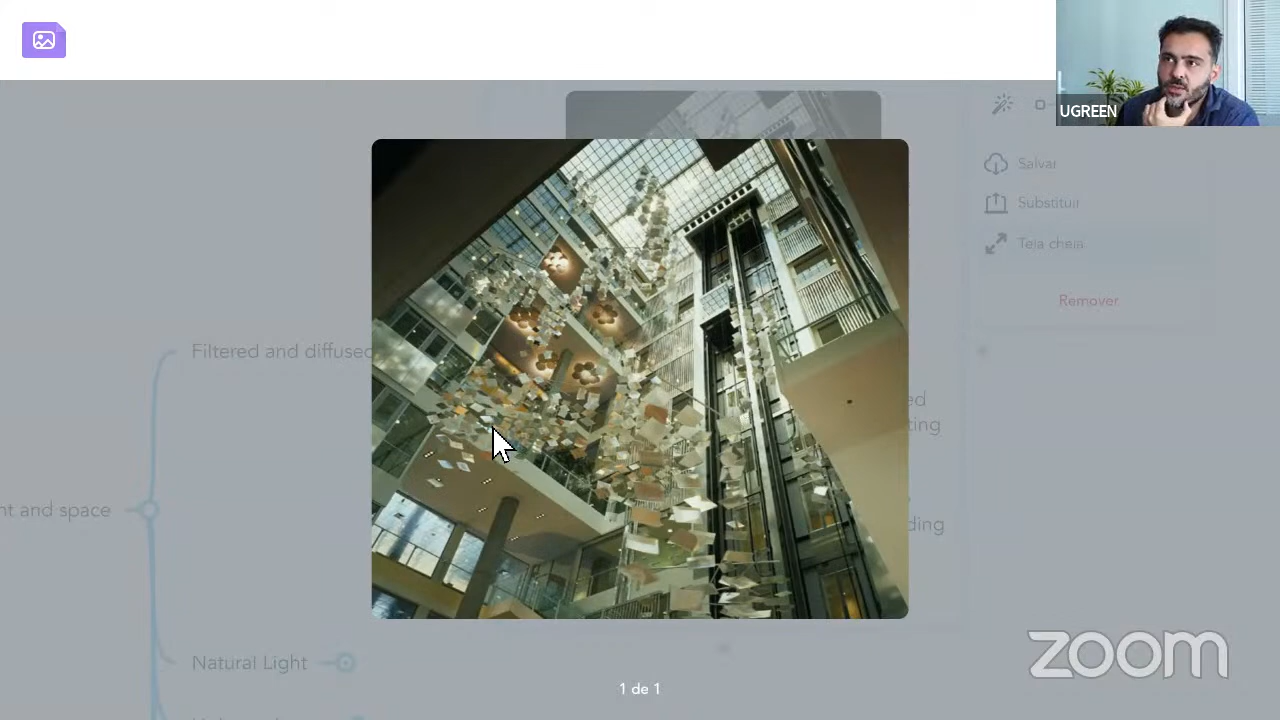 UGREEN
Salvar
Substituir
Tela cheia
Remover
Filtered and diffused
ed
ting
nt and space
ding
Natural Light
zoom
1 de 1